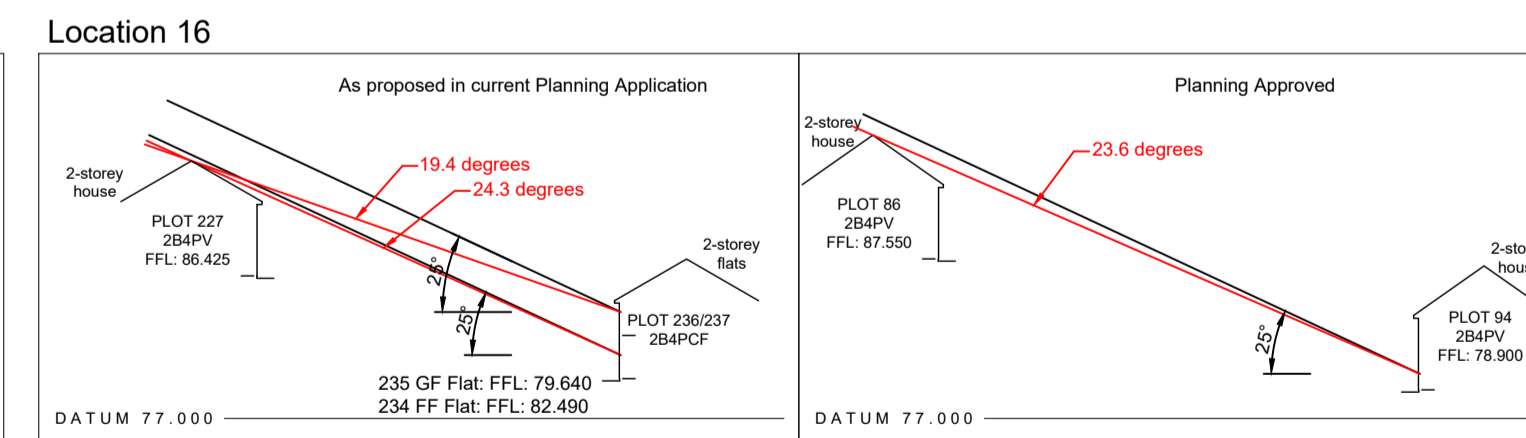 Location 16
As proposed in current Planning Application
2-storey
house
PLOT 227
2B4PV
FFL: 86.425
19.4 degrees
24.3 degrees
25°
25°
2-storey
flats
PLOT 236/237
2B4PCF
235 GF Flat: FFL: 79.640
234 FF Flat: FFL: 82.490
DATUM 77.000
Planning Approved
2-storey
house
PLOT 86
2B4PV
FFL: 87.550
23.6 degrees
25°
2-sto
hous
PLOT 94
2B4PV
FFL: 78.900
DATUM 77.000